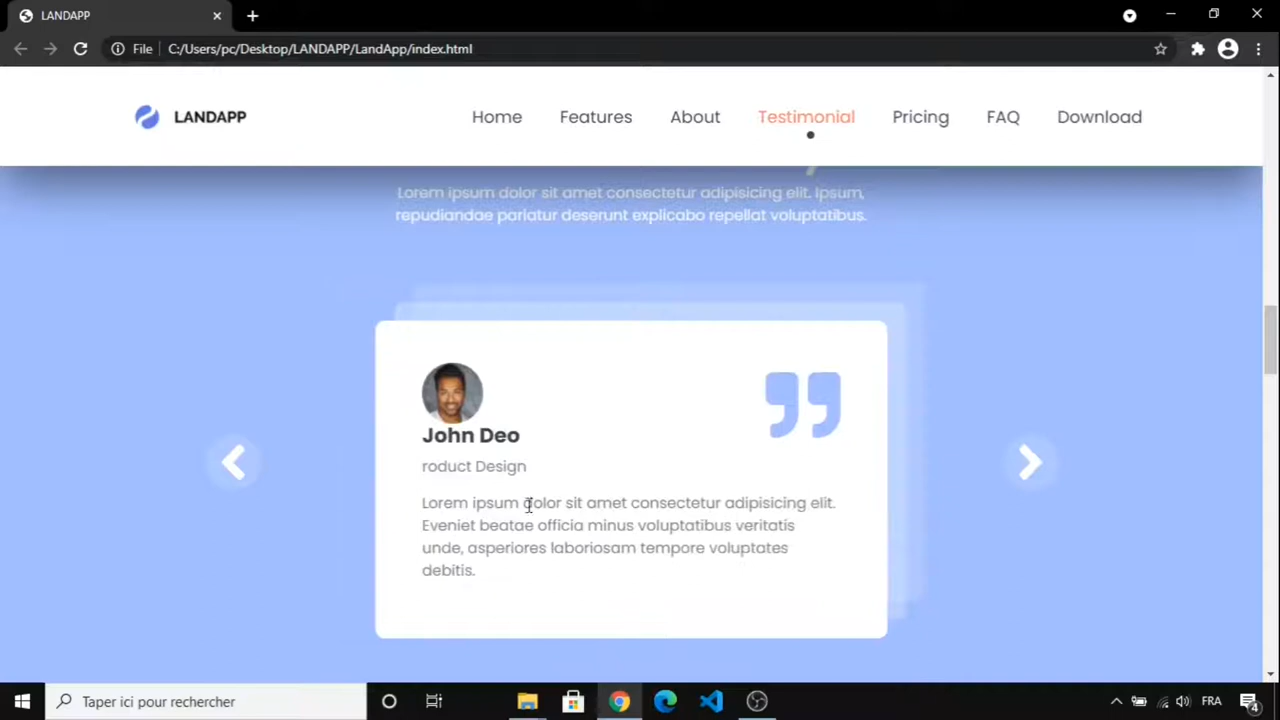 LANDAPP
File C:/Users/pc/Desktop/LANDAPP/LandApp/index.html
LANDAPP Home Features About Testimonial Pricing FAQ Download
Lorem ipsum dolor sit amet consectetur adipisicing elit. Ipsum,
repudiandae pariatur deserunt explicabo repellat voluptatibus.
John Deo
roduct Design
Lorem ipsum dolor sit amet consectetur adipisicing elit.
Eveniet beatae officia minus voluptatibus veritatis
unde, asperiores laboriosam tempore voluptates
debitis.
Taper ici pour rechercher
FRA
4